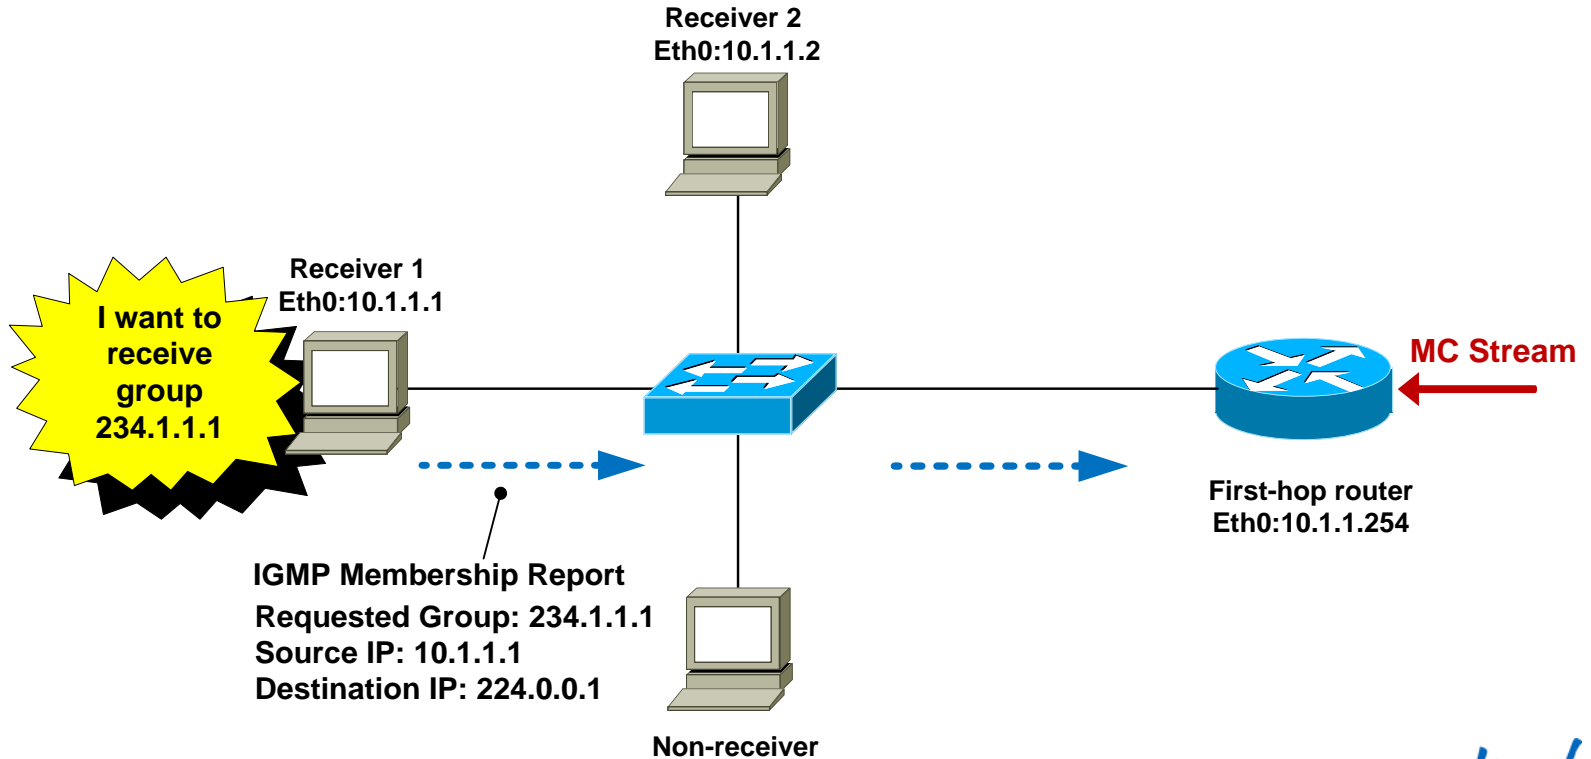 Receiver 2
Eth0:10.1.1.2
Receiver 1
Eth0:10.1.1.1
I want to
receive
group
234.1.1.1
MC Stream
First-hop router
Eth0:10.1.1.254
IGMP Membership Report
Requested Group: 234.1.1.1
Source IP: 10.1.1.1
Destination IP: 224.0.0.1
Non-receiver